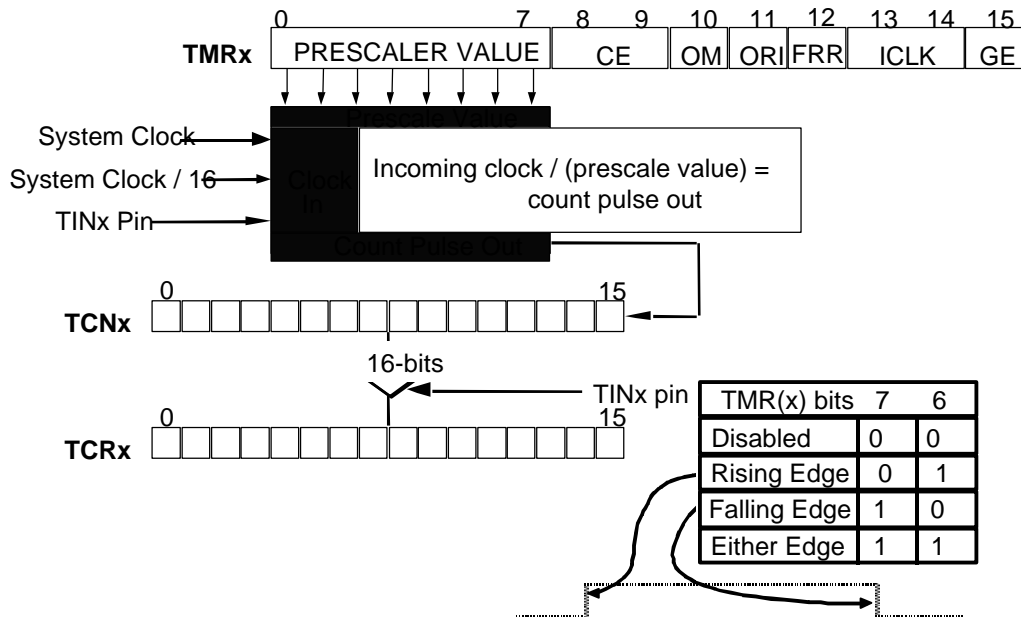 0 7 8 9 10 11 12 13 14 15
TMRx PRESCALER VALUE CE OM ORI FRR ICLK GE
Prescale Value
System Clock
System Clock / 16
TINx Pin
Clock
In
Incoming clock / (prescale value) =
count pulse out
Count Pulse Out
0 15
TCNx
16-bits
TINx pin
0 15
TCRx
TMR(x) bits 7 6
Disabled 0 0
Rising Edge 0 1
Falling Edge 1 0
Either Edge 1 1